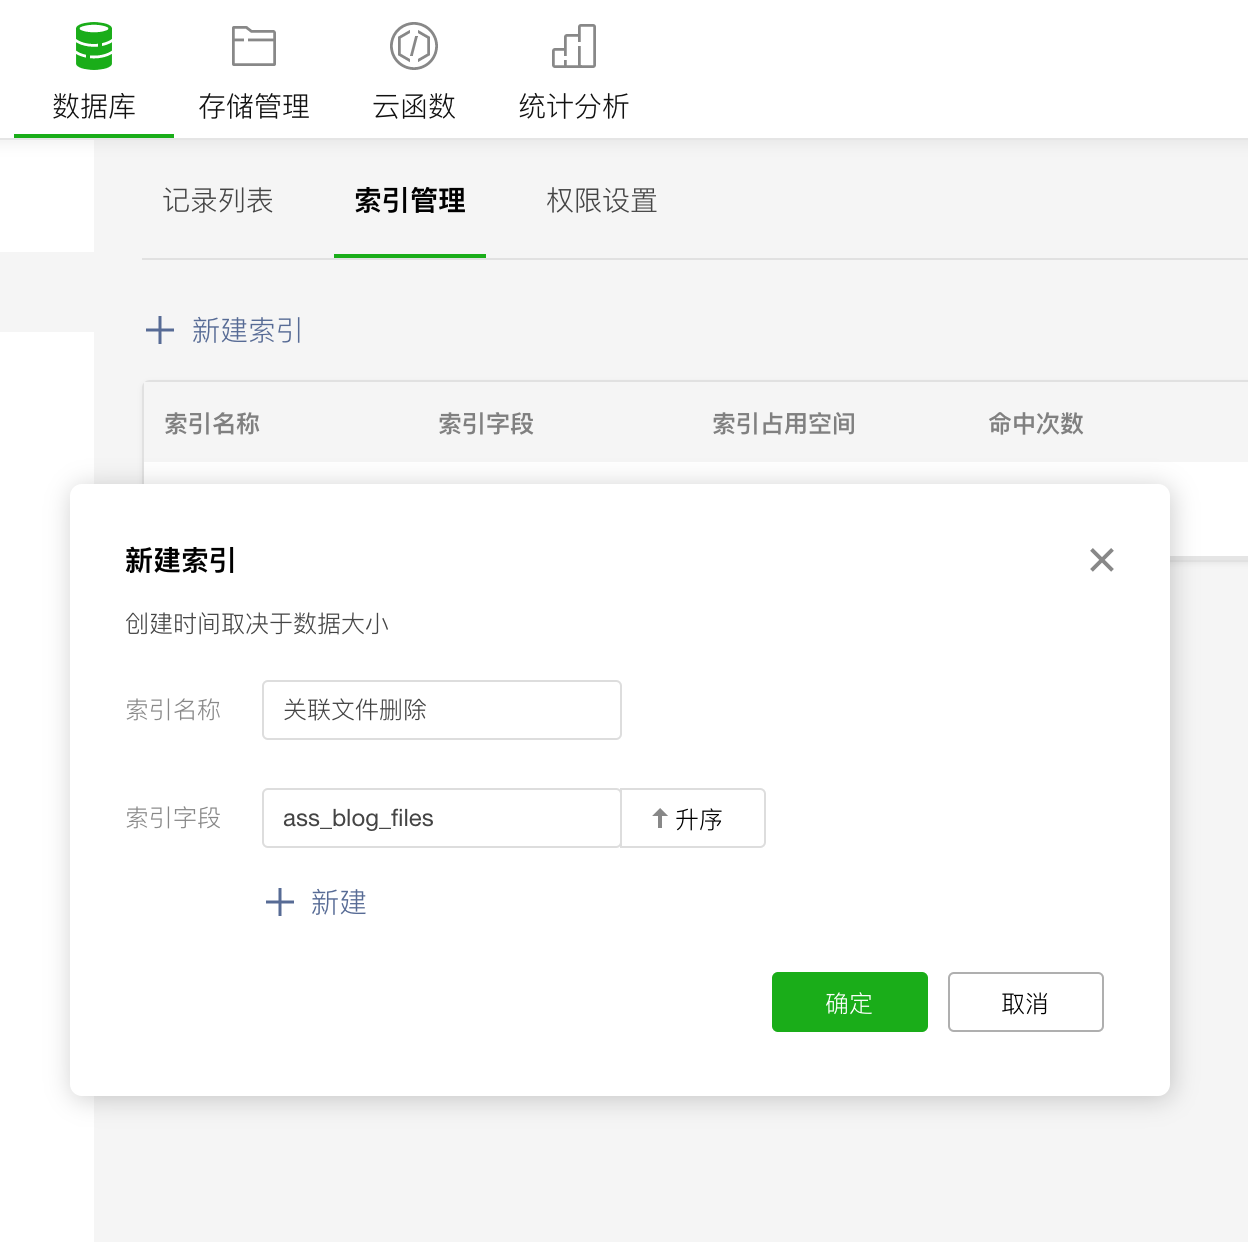 数据库 存储管理 云函数 统计分析
记录列表 索引管理 权限设置
新建索引
索引名称 索引字段 索引占用空间 命中次数
新建索引
创建时间取决于数据大小
索引名称 关联文件删除
索引字段 ass_blog_files 升序
新建
确定 取消